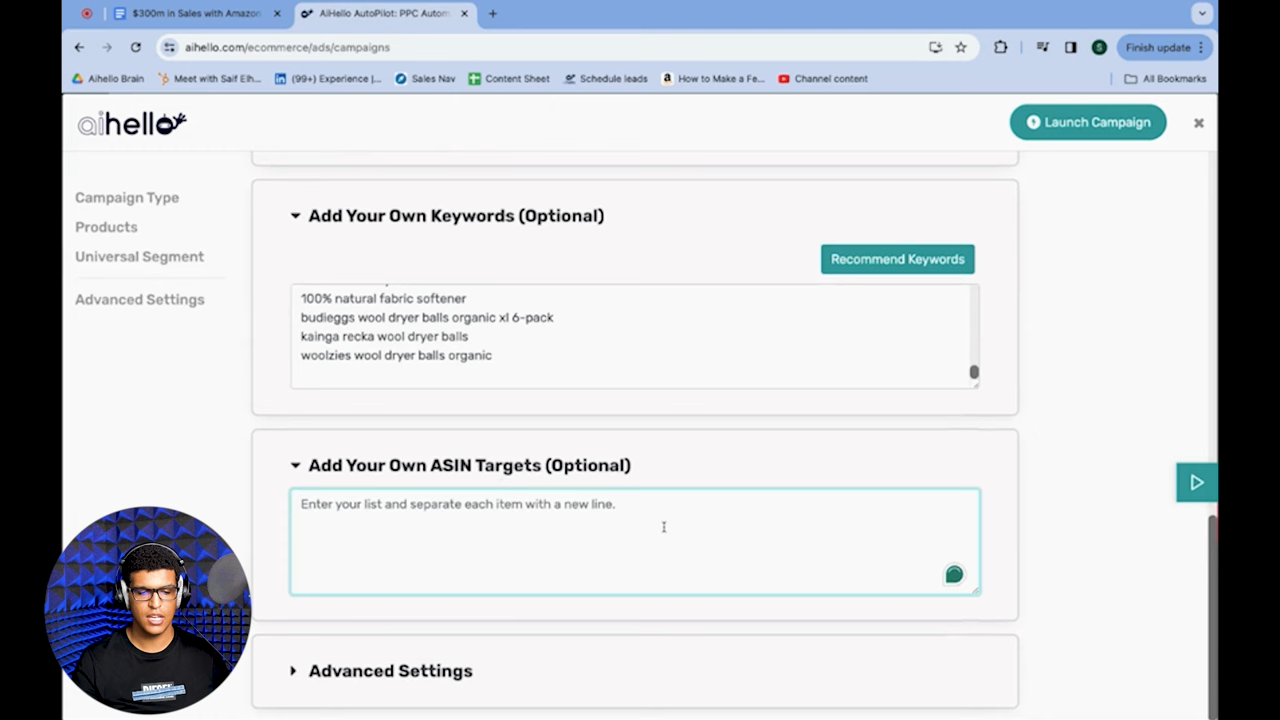 $300m in Sales with Amazon
AiHello AutoPilot: PPC Autom
aihello.com/ecommerce/ads/campaigns
S
Finish update
Aihello Brain
Meet with Saif Elh...
(99+) Experience |...
Sales Nav
Content Sheet
Schedule leads
How to Make a Fe...
Channel content
All Bookmarks
aihello
Launch Campaign
Campaign Type
Products
Universal Segment
Advanced Settings
Add Your Own Keywords (Optional)
Recommend Keywords
100% natural fabric softener
budieggs wool dryer balls organic xl 6-pack
kainga recka wool dryer balls
woolzies wool dryer balls organic
Add Your Own ASIN Targets (Optional)
Enter your list and separate each item with a new line.
Advanced Settings
DIESEL